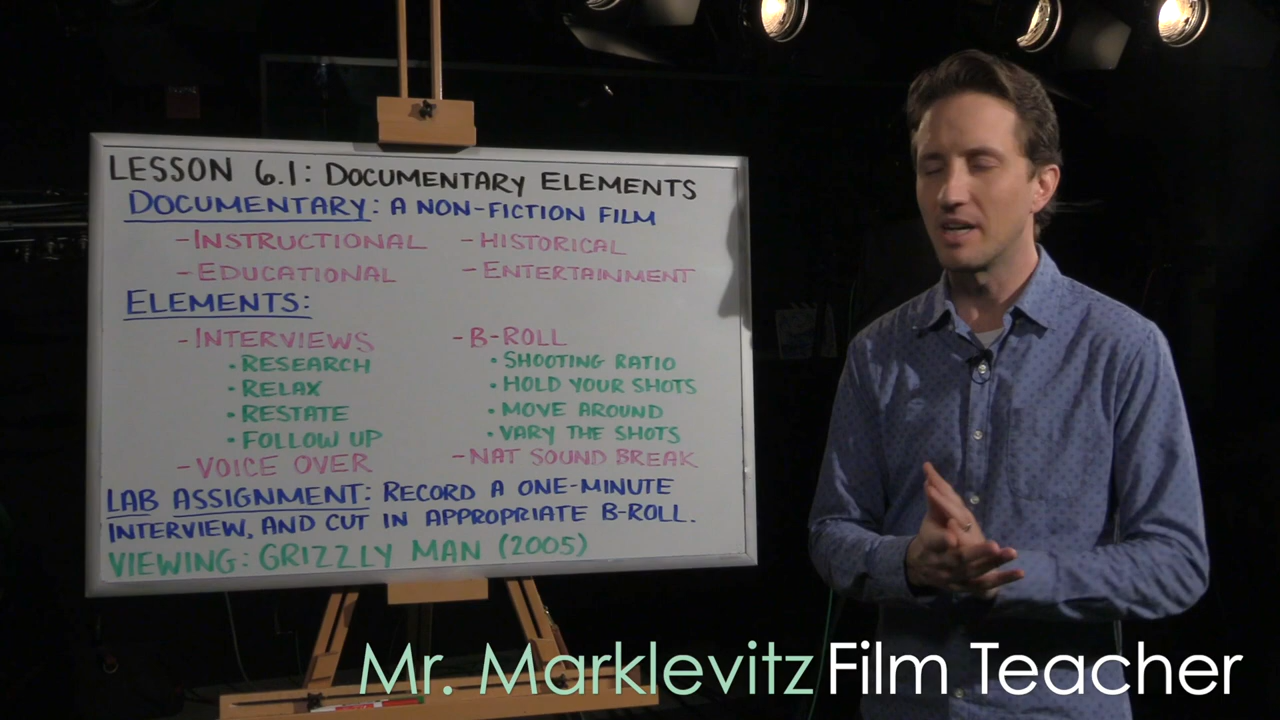 LESSON 6.1: DOCUMENTARY ELEMENTS
DOCUMENTARY: A NON-FICTION FILM
-INSTRUCTIONAL -HISTORICAL
-EDUCATIONAL -ENTERTAINMENT
ELEMENTS:
-INTERVIEWS -B-ROLL
•RESEARCH •SHOOTING RATIO
•RELAX •HOLD YOUR SHOTS
•RESTATE •MOVE AROUND
•FOLLOW UP •VARY THE SHOTS
-VOICE OVER -NAT SOUND BREAK
LAB ASSIGNMENT: RECORD A ONE-MINUTE
INTERVIEW, AND CUT IN APPROPRIATE B-ROLL.
VIEWING: GRIZZLY MAN (2005)
Mr. Marklevitz Film Teacher